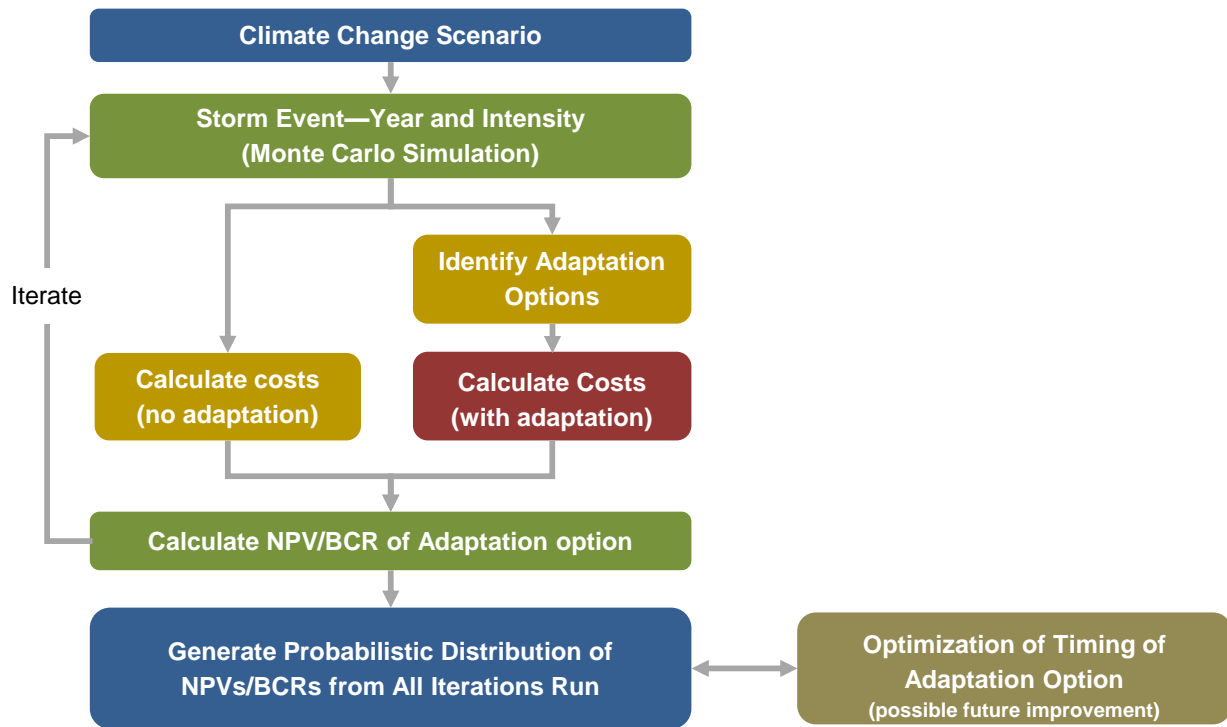 Climate Change Scenario
Storm Event—Year and Intensity
(Monte Carlo Simulation)
Identify Adaptation
Options
Iterate
Calculate costs
(no adaptation)
Calculate Costs
(with adaptation)
Calculate NPV/BCR of Adaptation option
Generate Probabilistic Distribution of
NPVs/BCRs from All Iterations Run
Optimization of Timing of
Adaptation Option
(possible future improvement)